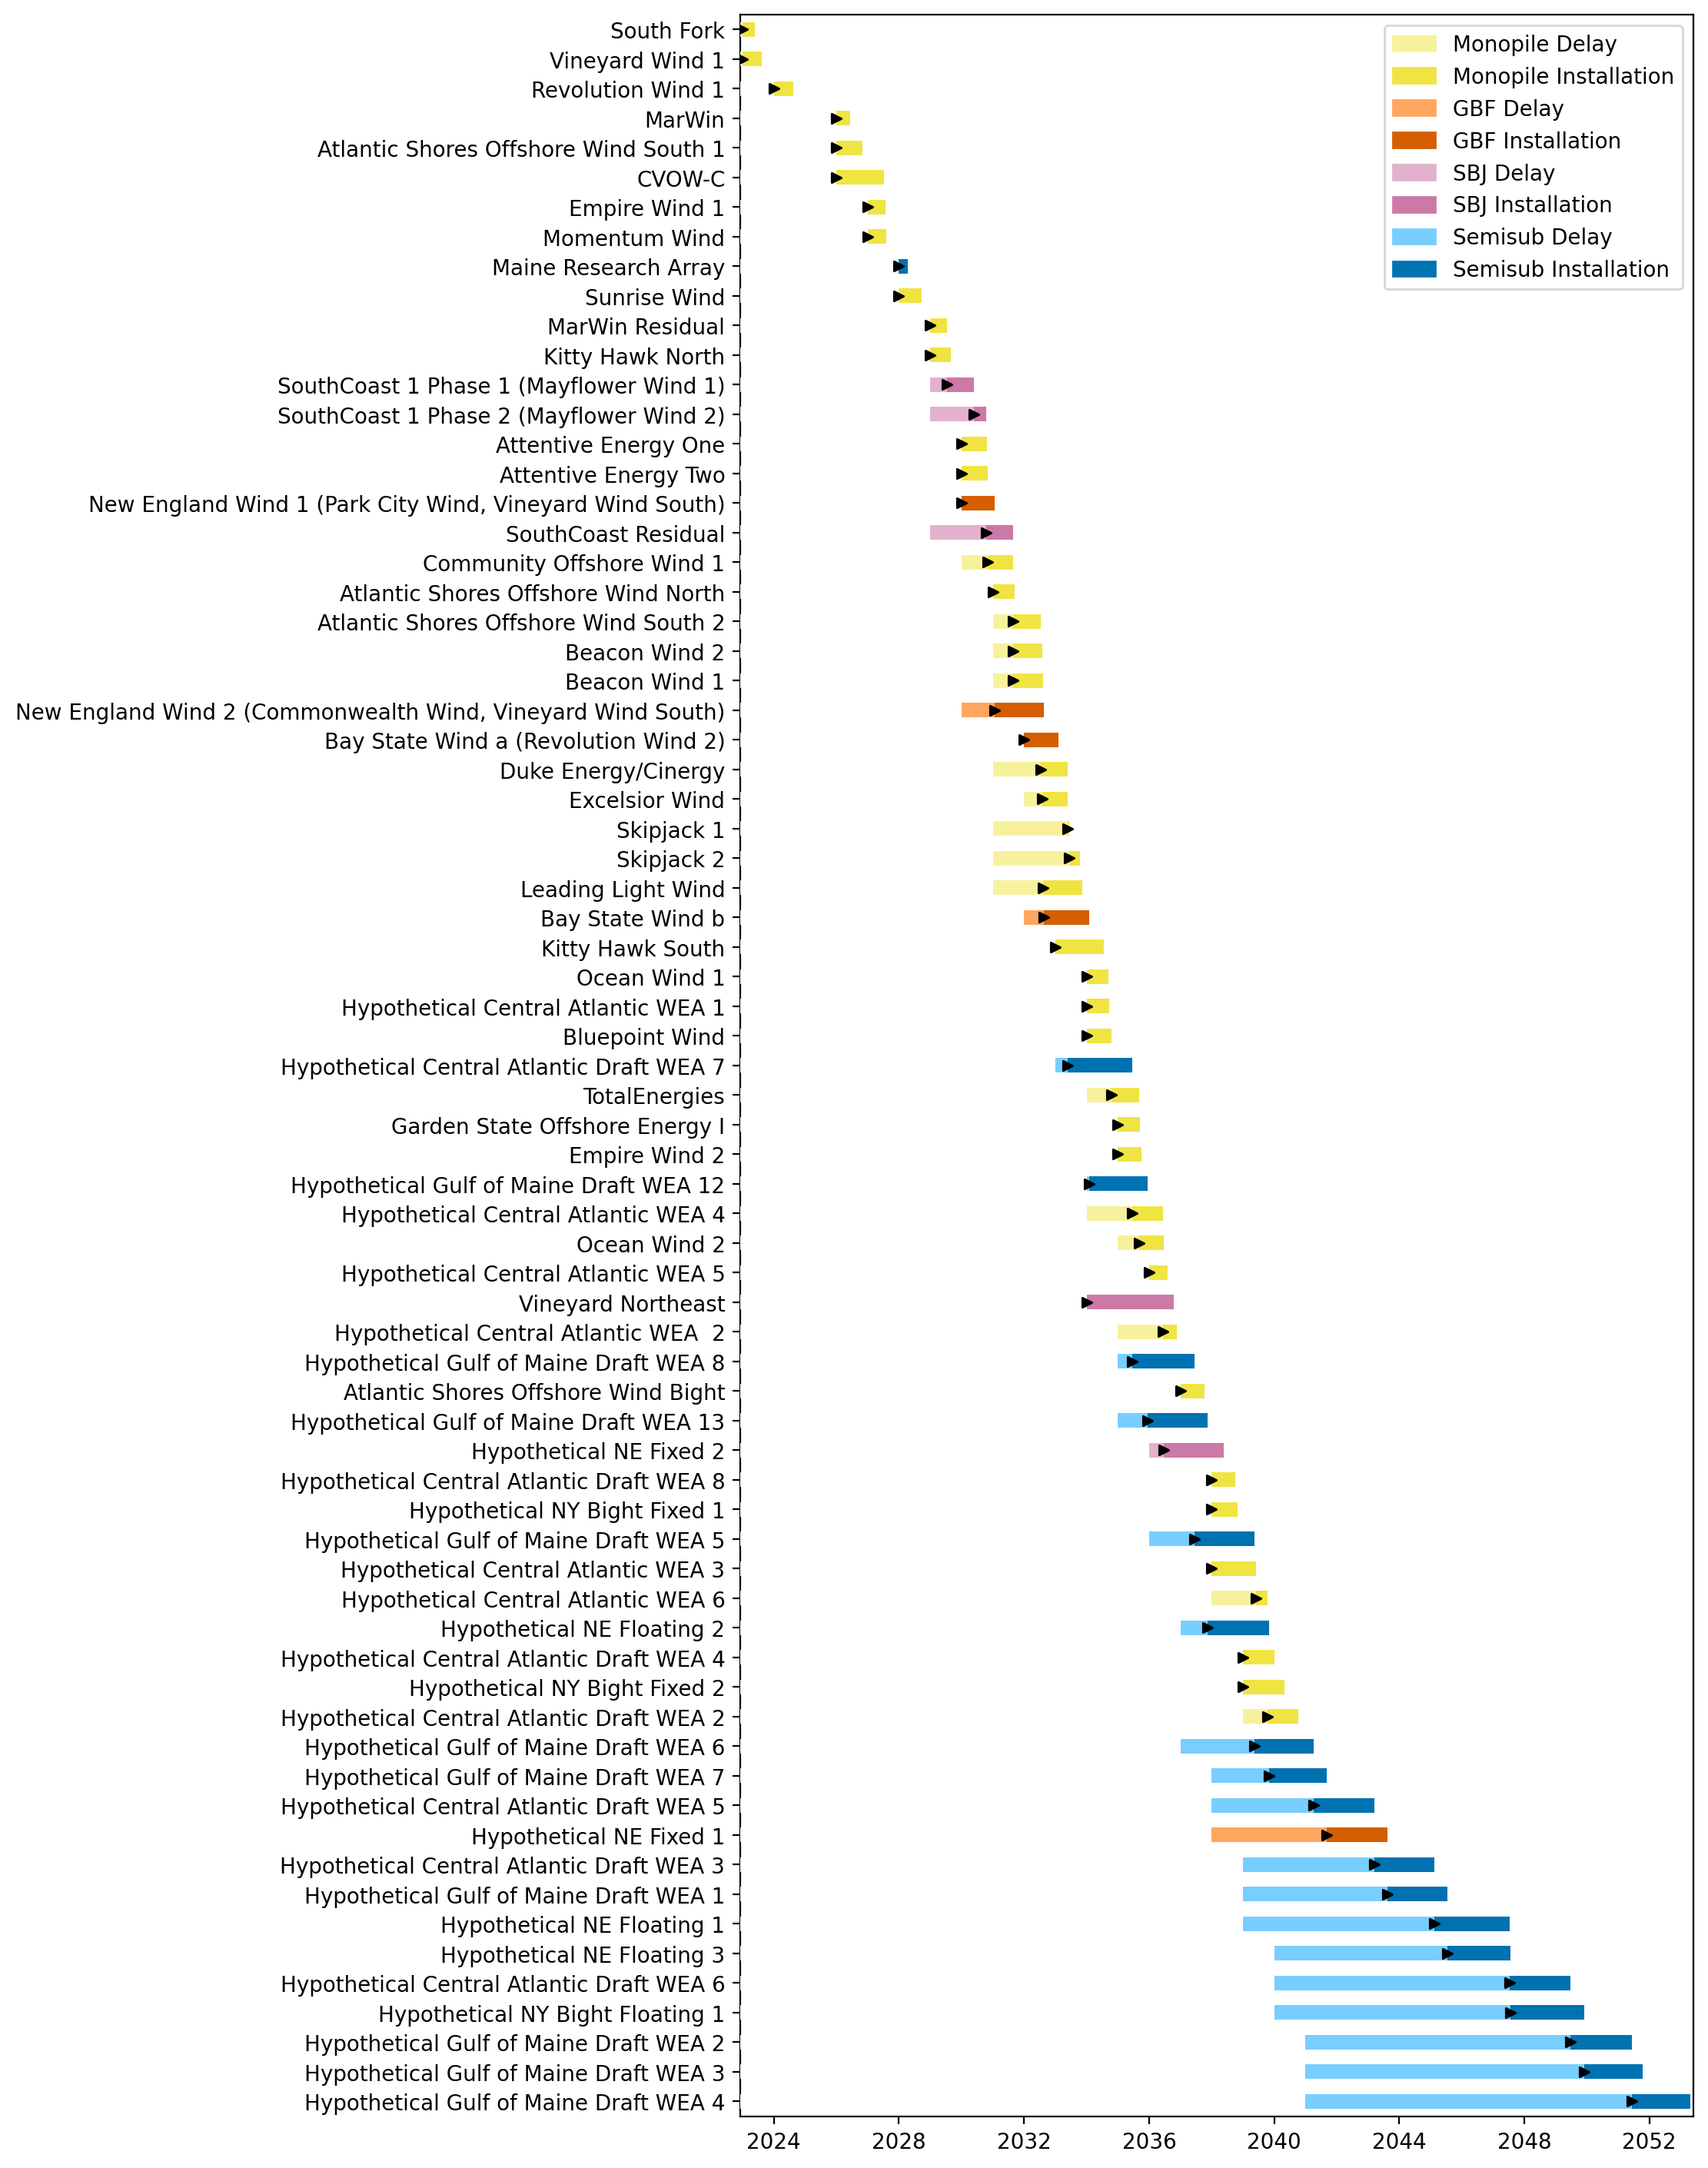 South Fork
Vineyard Wind 1
Revolution Wind 1
MarWin
Atlantic Shores Offshore Wind South 1
CVOW-C
Empire Wind 1
Momentum Wind
Maine Research Array
Sunrise Wind
MarWin Residual
Kitty Hawk North
SouthCoast 1 Phase 1 (Mayflower Wind 1)
SouthCoast 1 Phase 2 (Mayflower Wind 2)
Attentive Energy One
Attentive Energy Two
New England Wind 1 (Park City Wind, Vineyard Wind South)
SouthCoast Residual
Community Offshore Wind 1
Atlantic Shores Offshore Wind North
Atlantic Shores Offshore Wind South 2
Beacon Wind 2
Beacon Wind 1
New England Wind 2 (Commonwealth Wind, Vineyard Wind South)
Bay State Wind a (Revolution Wind 2)
Duke Energy/Cinergy
Excelsior Wind
Skipjack 1
Skipjack 2
Leading Light Wind
Bay State Wind b
Kitty Hawk South
Ocean Wind 1
Hypothetical Central Atlantic WEA 1
Bluepoint Wind
Hypothetical Central Atlantic Draft WEA 7
TotalEnergies
Garden State Offshore Energy I
Empire Wind 2
Hypothetical Gulf of Maine Draft WEA 12
Hypothetical Central Atlantic WEA 4
Ocean Wind 2
Hypothetical Central Atlantic WEA 5
Vineyard Northeast
Hypothetical Central Atlantic WEA  2
Hypothetical Gulf of Maine Draft WEA 8
Atlantic Shores Offshore Wind Bight
Hypothetical Gulf of Maine Draft WEA 13
Hypothetical NE Fixed 2
Hypothetical Central Atlantic Draft WEA 8
Hypothetical NY Bight Fixed 1
Hypothetical Gulf of Maine Draft WEA 5
Hypothetical Central Atlantic WEA 3
Hypothetical Central Atlantic WEA 6
Hypothetical NE Floating 2
Hypothetical Central Atlantic Draft WEA 4
Hypothetical NY Bight Fixed 2
Hypothetical Central Atlantic Draft WEA 2
Hypothetical Gulf of Maine Draft WEA 6
Hypothetical Gulf of Maine Draft WEA 7
Hypothetical Central Atlantic Draft WEA 5
Hypothetical NE Fixed 1
Hypothetical Central Atlantic Draft WEA 3
Hypothetical Gulf of Maine Draft WEA 1
Hypothetical NE Floating 1
Hypothetical NE Floating 3
Hypothetical Central Atlantic Draft WEA 6
Hypothetical NY Bight Floating 1
Hypothetical Gulf of Maine Draft WEA 2
Hypothetical Gulf of Maine Draft WEA 3
Hypothetical Gulf of Maine Draft WEA 4
Monopile Delay
Monopile Installation
GBF Delay
GBF Installation
SBJ Delay
SBJ Installation
Semisub Delay
Semisub Installation
2024 2028 2032 2036 2040 2044 2048 2052